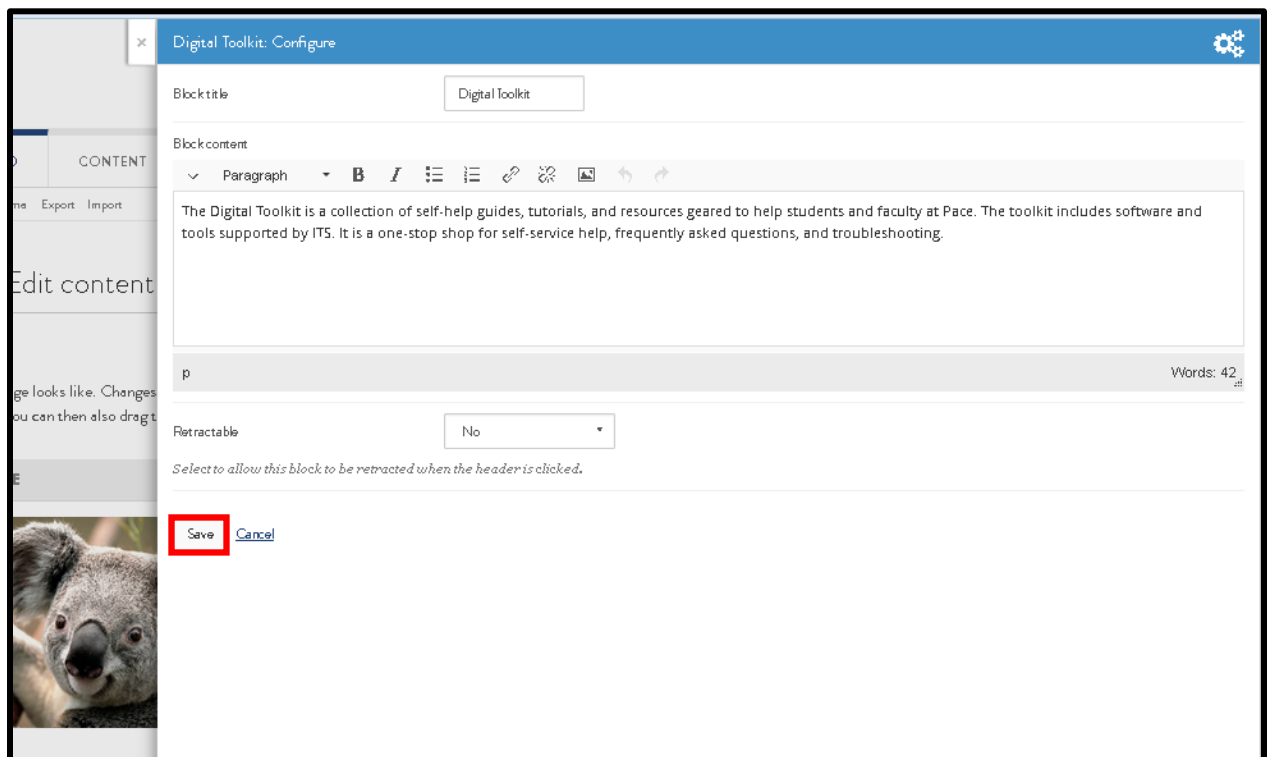 × Digital Toolkit: Configure
Block title Digital Toolkit
Block content
CONTENT
Paragraph B I
Export Import
The Digital Toolkit is a collection of self-help guides, tutorials, and resources geared to help students and faculty at Pace. The toolkit includes software and
tools supported by ITS. It is a one-stop shop for self-service help, frequently asked questions, and troubleshooting.
Edit content
p Words: 42
ge looks like. Changes
ou can then also drag t
Retractable No
Select to allow this block to be retracted when the header is clicked.
E
Save Cancel